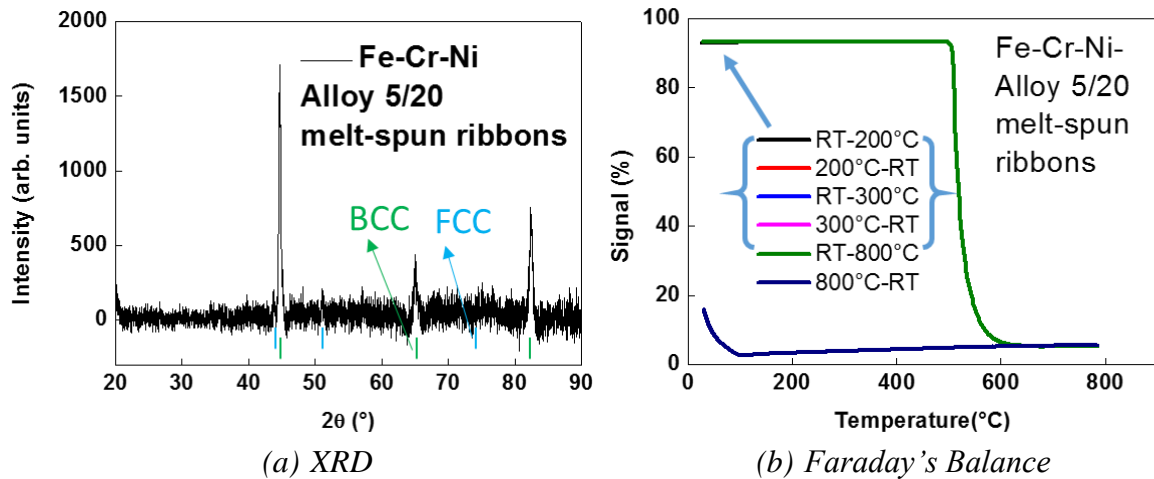 2000
1500
1000
500
0
Intensity (arb. units)
Fe-Cr-Ni
Alloy 5/20
melt-spun ribbons
BCC
FCC
20 30 40 50 60 70 80 90
2θ (°)
(a) XRD
100
80
60
40
20
0
Signal (%)
Fe-Cr-Ni-
Alloy 5/20
melt-spun
ribbons
RT-200°C
200°C-RT
RT-300°C
300°C-RT
RT-800°C
800°C-RT
0 200 400 600 800
Temperature(°C)
(b) Faraday's Balance